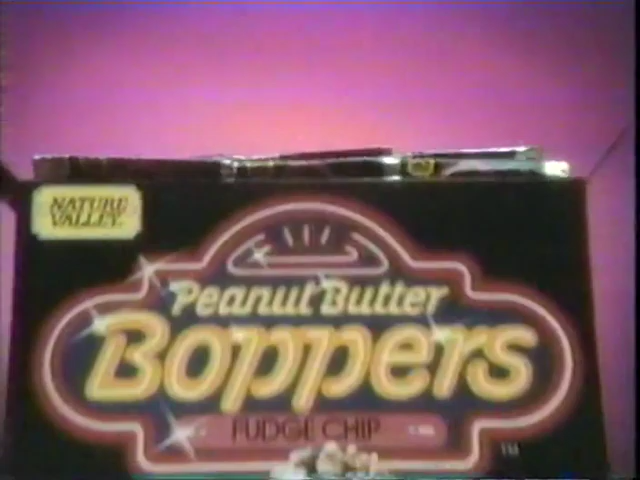 NATURE
VALLEY
Peanut Butter
Boppers
FUDGE CHIP
TM